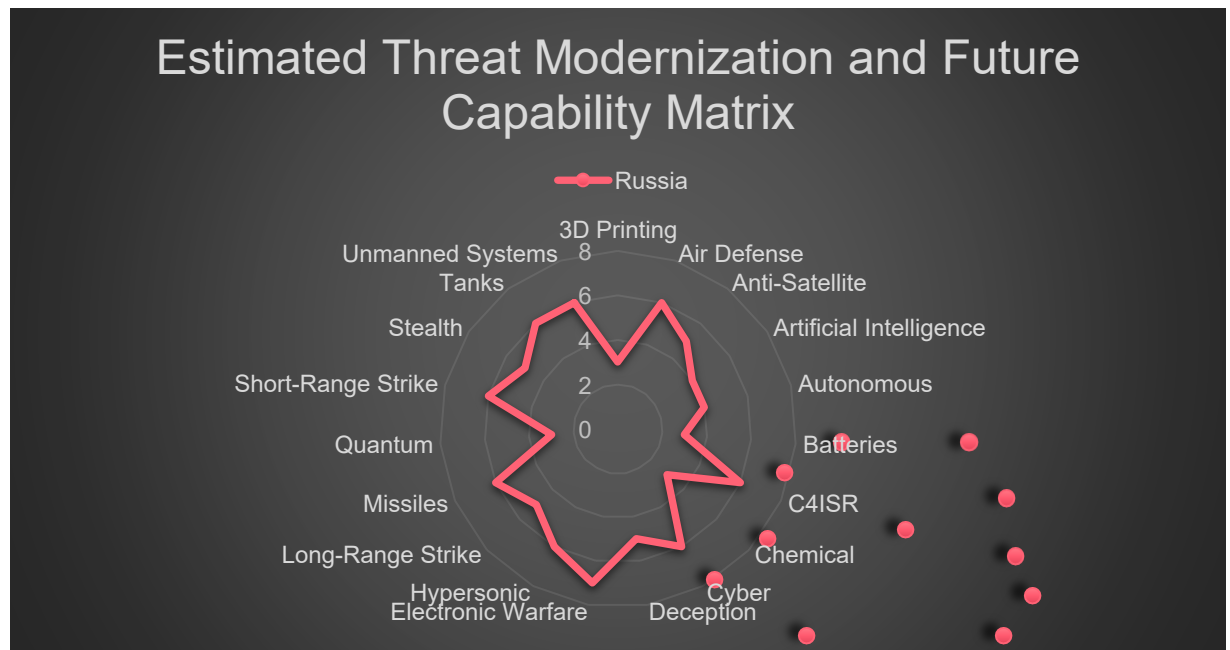 Estimated Threat Modernization and Future
Capability Matrix
Russia
3D Printing
Unmanned Systems
8
Air Defense
Tanks
Anti-Satellite
6
Stealth
Artificial Intelligence
4
Short-Range Strike
Autonomous
2
0
Quantum
Batteries
Missiles
C4ISR
Long-Range Strike
Chemical
Hypersonic
Cyber
Electronic Warfare
Deception